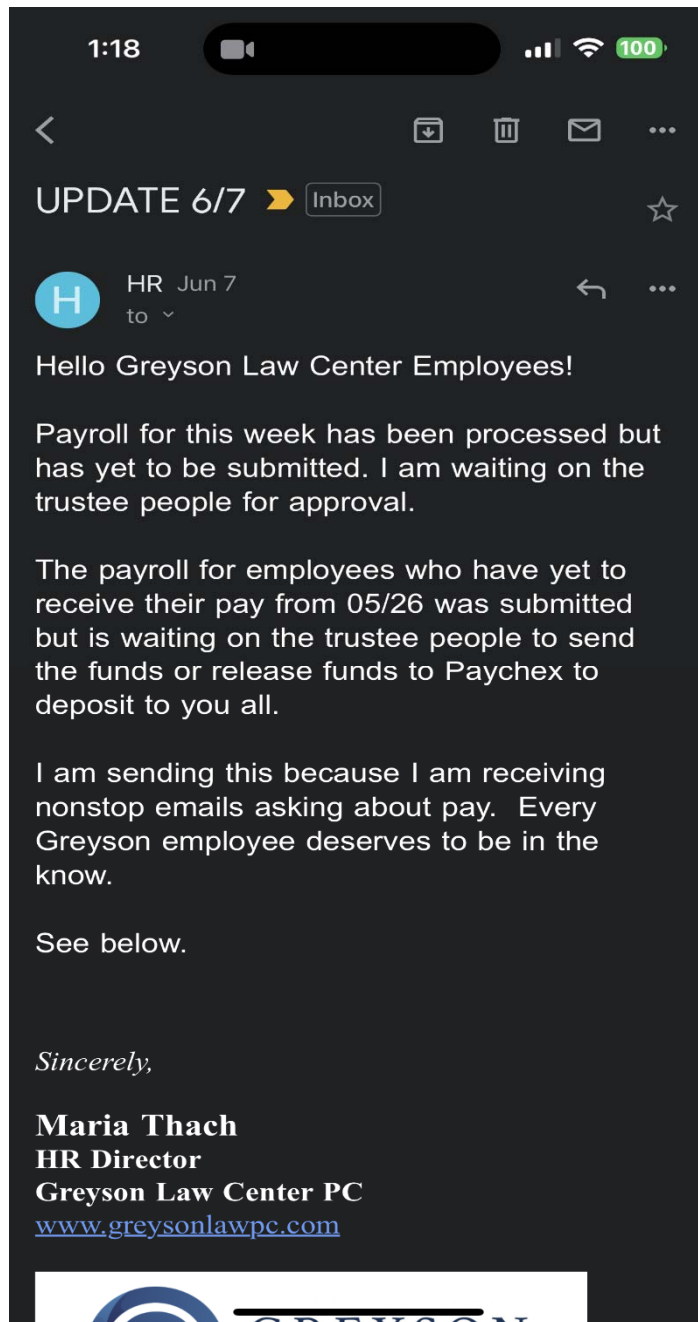 1:18
100
UPDATE 6/7 Inbox
H
HR Jun 7
to
Hello Greyson Law Center Employees!
Payroll for this week has been processed but
has yet to be submitted. I am waiting on the
trustee people for approval.
The payroll for employees who have yet to
receive their pay from 05/26 was submitted
but is waiting on the trustee people to send
the funds or release funds to Paychex to
deposit to you all.
I am sending this because I am receiving
nonstop emails asking about pay.  Every
Greyson employee deserves to be in the
know.
See below.
Sincerely,
Maria Thach
HR Director
Greyson Law Center PC
www.greysonlawpc.com
GREYSON